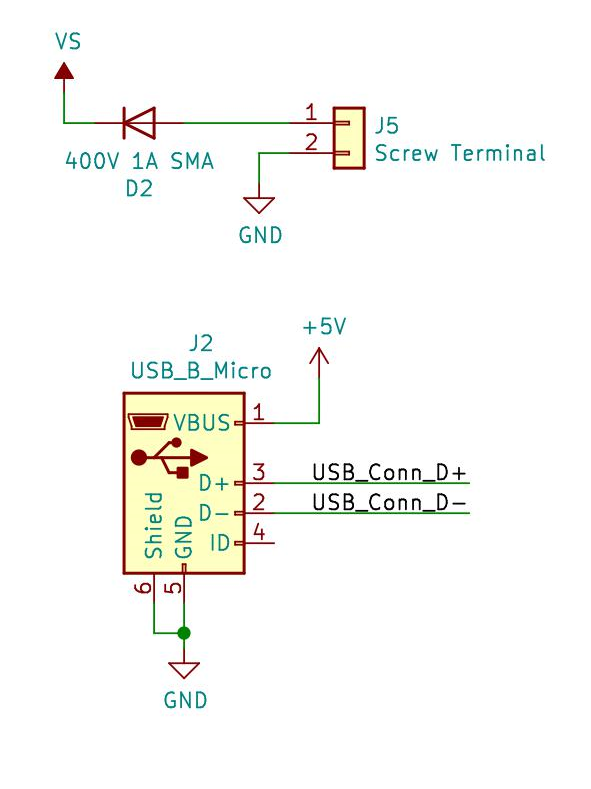 VS
1
2
J5
Screw Terminal
400V 1A SMA
D2
GND
+5V
J2
USB_B_Micro
VBUS
1
D+
3
USB_Conn_D+
D-
2
USB_Conn_D-
ID
4
Shield
GND
6
5
GND